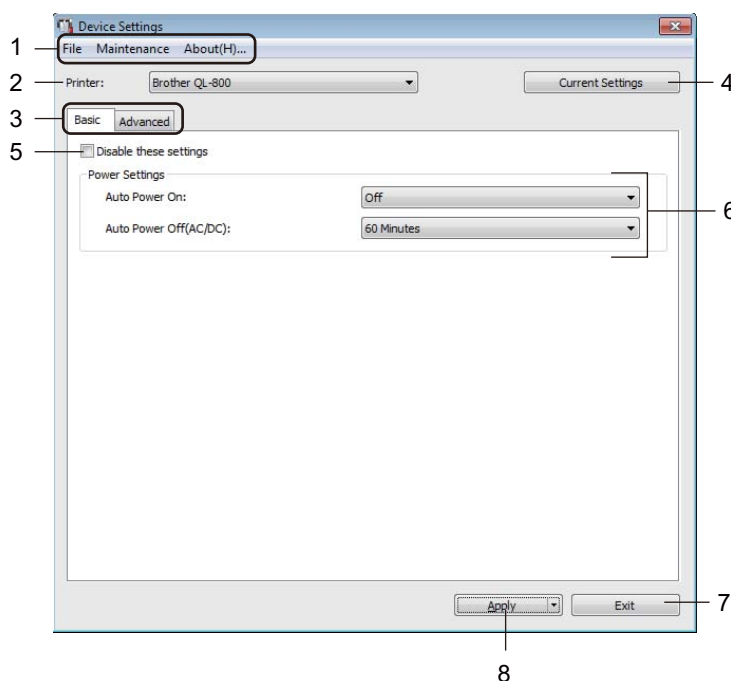 Device Settings
1
File Maintenance About(H)...
2
Printer: Brother QL-800 Current Settings
4
3
Basic Advanced
5
Disable these settings
Power Settings
Auto Power On: Off
6
Auto Power Off(AC/DC): 60 Minutes
Apply Exit
7
8